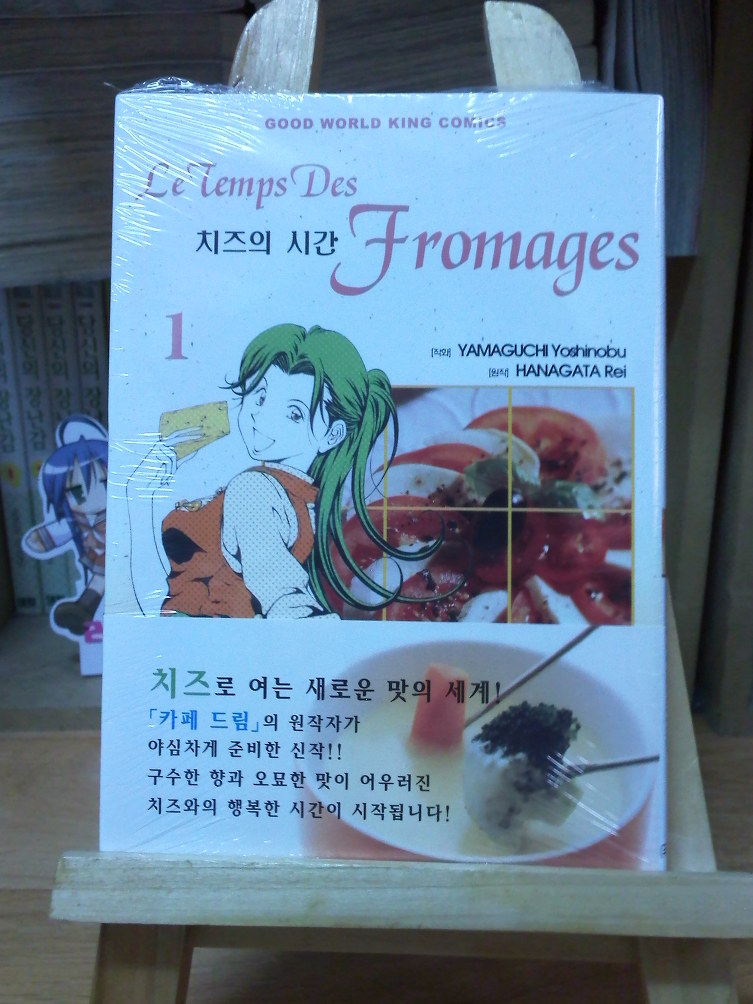 GOOD WORLD KING COMICS
Le Temps Des
치즈의 시간 Fromages
1
[작화] YAMAGUCHI Yoshinobu
[원작] HANAGATA Rei
치즈로 여는 새로운 맛의 세계!
「카페 드림」의 원작자가
야심차게 준비한 신작!!
구수한 향과 오묘한 맛이 어우러진
치즈와의 행복한 시간이 시작됩니다!